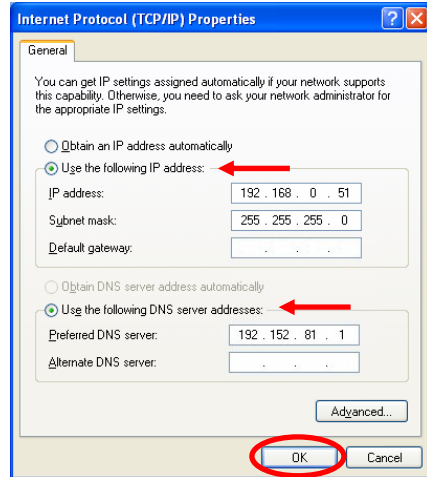 Internet Protocol (TCP/IP) Properties
General
You can get IP settings assigned automatically if your network supports
this capability. Otherwise, you need to ask your network administrator for
the appropriate IP settings.
Obtain an IP address automatically
Use the following IP address:
IP address: 192 . 168 . 0 . 51
Subnet mask: 255 . 255 . 255 . 0
Default gateway: . . .
Obtain DNS server address automatically
Use the following DNS server addresses:
Preferred DNS server: 192 . 152 . 81 . 1
Alternate DNS server: . . .
Advanced...
OK Cancel